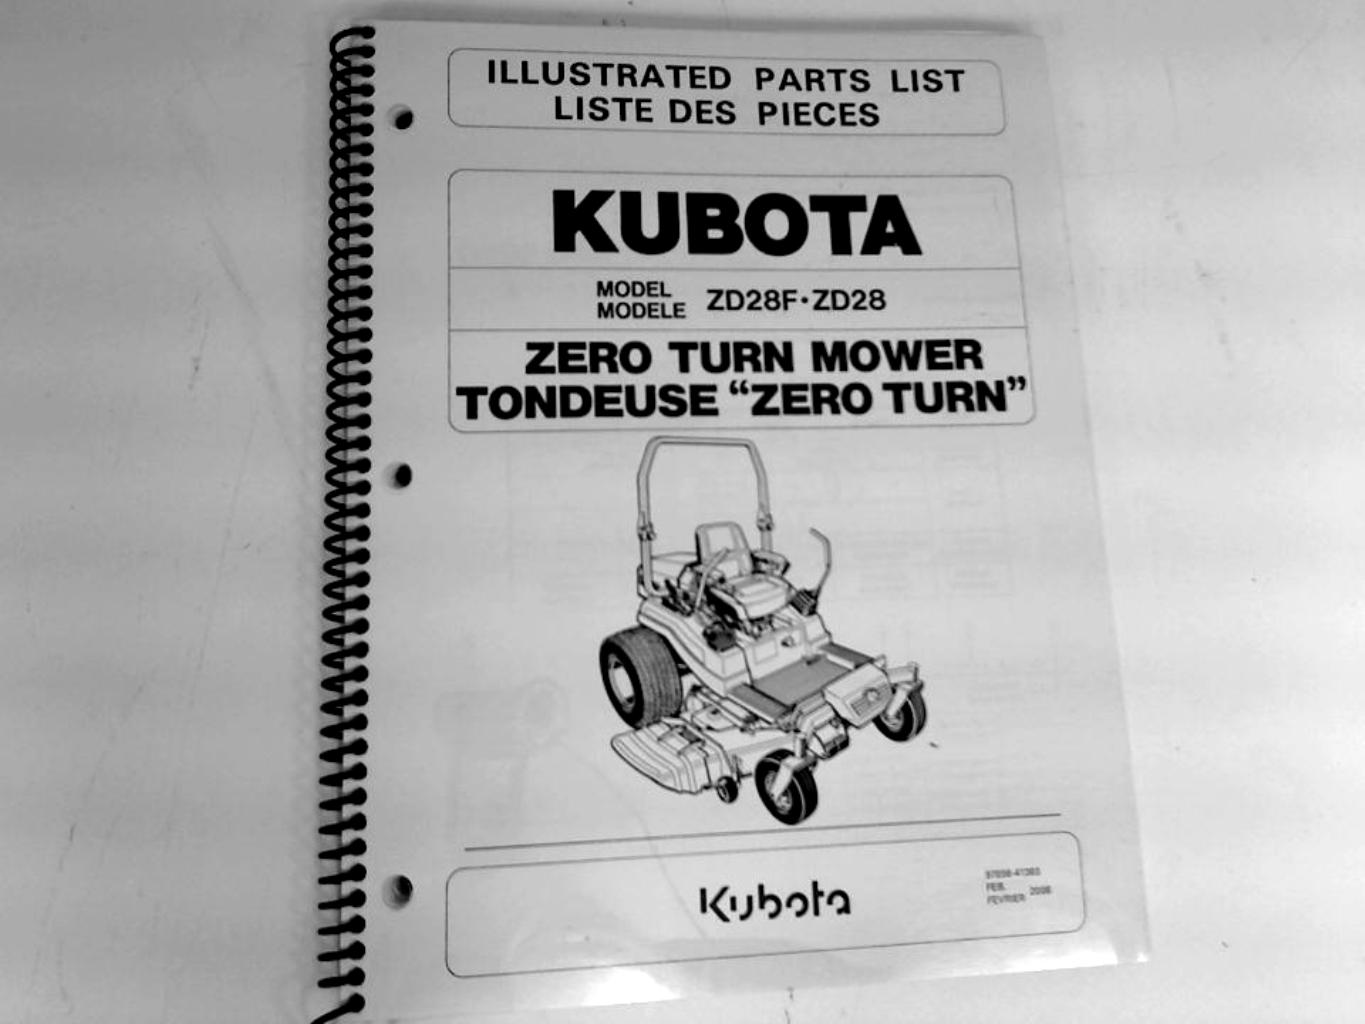 ILLUSTRATED PARTS LIST
LISTE DES PIECES
KUBOTA
MODEL
MODELE
ZD28F·ZD28
ZERO TURN MOWER
TONDEUSE “ZERO TURN”
Kubota
FEB.
FEVRIER